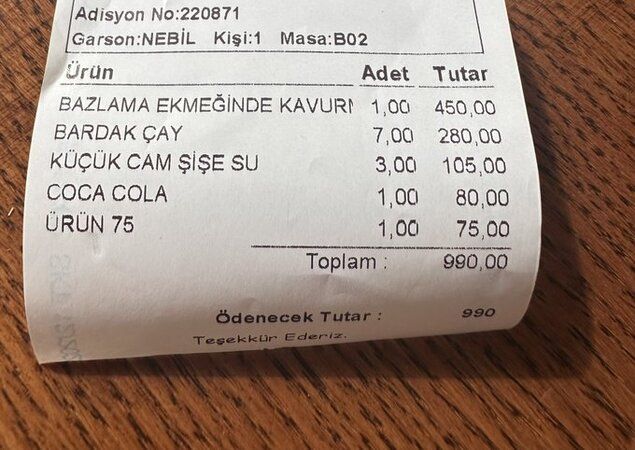 Adisyon No:220871
Garson:NEBİL Kişi:1 Masa:B02
Ürün Adet Tutar
BAZLAMA EKMEĞİNDE KAVURI 1,00 450,00
BARDAK ÇAY 7,00 280,00
KÜÇÜK CAM ŞİŞE SU 3,00 105,00
COCA COLA 1,00 80,00
ÜRÜN 75 1,00 75,00
Toplam : 990,00
Ödenecek Tutar : 990
Teşekkür Ederiz.